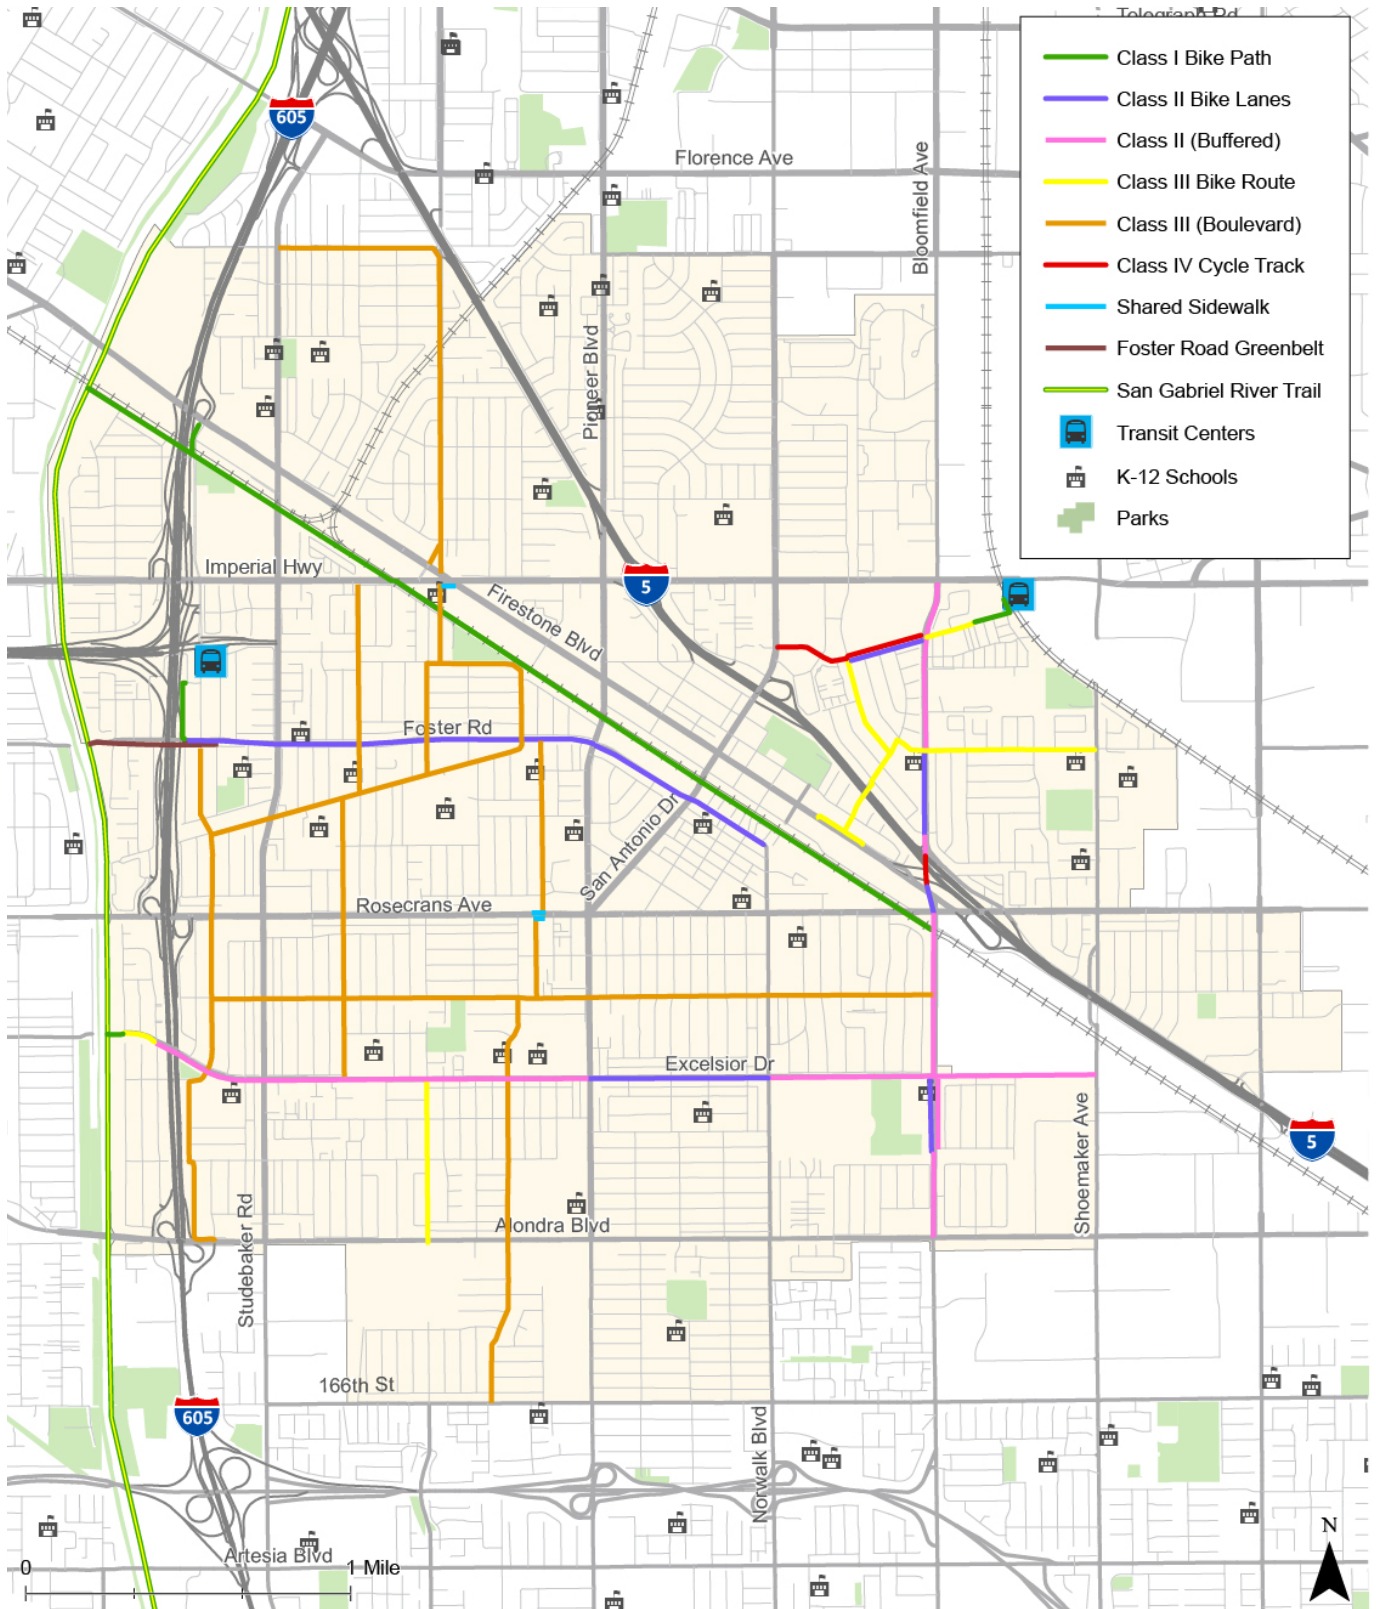 Telegraph Rd
Class I Bike Path
Class II Bike Lanes
Class II (Buffered)
Class III Bike Route
Class III (Boulevard)
Class IV Cycle Track
Shared Sidewalk
Foster Road Greenbelt
San Gabriel River Trail
Transit Centers
K-12 Schools
Parks
605
Florence Ave
Bloomfield Ave
Pioneer Blvd
Imperial Hwy
5
Firestone Blvd
Foster Rd
San Antonio Dr
Rosecrans Ave
Excelsior Dr
Shoemaker Ave
5
Studebaker Rd
Alondra Blvd
166th St
605
Norwalk Blvd
Artesia Blvd
0 1 Mile
N